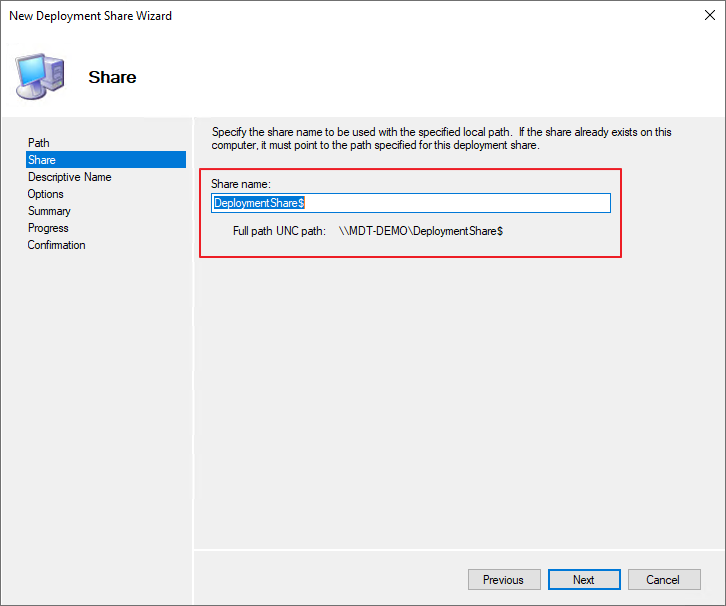 New Deployment Share Wizard
Share
Path
Share
Descriptive Name
Options
Summary
Progress
Confirmation
Specify the share name to be used with the specified local path.  If the share already exists on this
computer, it must point to the path specified for this deployment share.
Share name:
DeploymentShare$
Full path UNC path: \\MDT-DEMO\DeploymentShare$
Previous Next Cancel